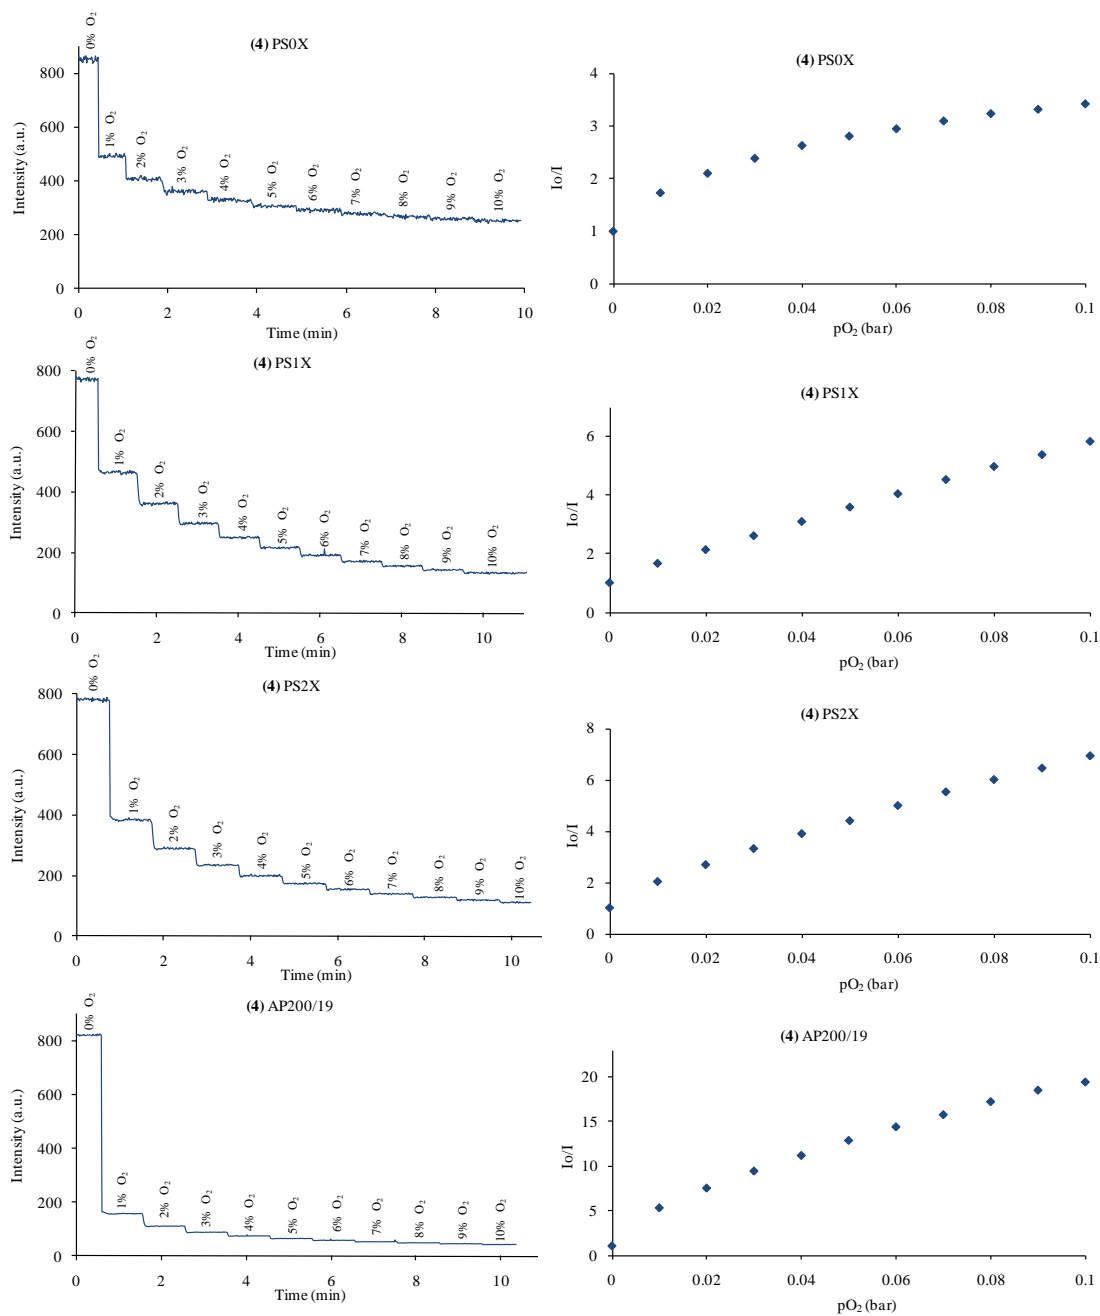 (4) PS0X
Intensity (a.u.)
800
600
400
200
0
0% O₂
1% O₂
2% O₂
3% O₂
4% O₂
5% O₂
6% O₂
7% O₂
8% O₂
9% O₂
10% O₂
0 2 4 6 8 10
Time (min)
(4) PS0X
Io/I
4
3
2
1
0
0 0.02 0.04 0.06 0.08 0.1
pO₂ (bar)
(4) PS1X
Intensity (a.u.)
800
600
400
200
0
0% O₂
1% O₂
2% O₂
3% O₂
4% O₂
5% O₂
6% O₂
7% O₂
8% O₂
9% O₂
10% O₂
0 2 4 6 8 10
Time (min)
(4) PS1X
Io/I
6
4
2
0
0 0.02 0.04 0.06 0.08 0.1
pO₂ (bar)
(4) PS2X
Intensity (a.u.)
800
600
400
200
0
0% O₂
1% O₂
2% O₂
3% O₂
4% O₂
5% O₂
6% O₂
7% O₂
8% O₂
9% O₂
10% O₂
0 2 4 6 8 10
Time (min)
(4) PS2X
Io/I
8
6
4
2
0
0 0.02 0.04 0.06 0.08 0.1
pO₂ (bar)
(4) AP200/19
Intensity (a.u.)
800
600
400
200
0
0% O₂
1% O₂
2% O₂
3% O₂
4% O₂
5% O₂
6% O₂
7% O₂
8% O₂
9% O₂
10% O₂
0 2 4 6 8 10
Time (min)
(4) AP200/19
Io/I
20
15
10
5
0
0 0.02 0.04 0.06 0.08 0.1
pO₂ (bar)